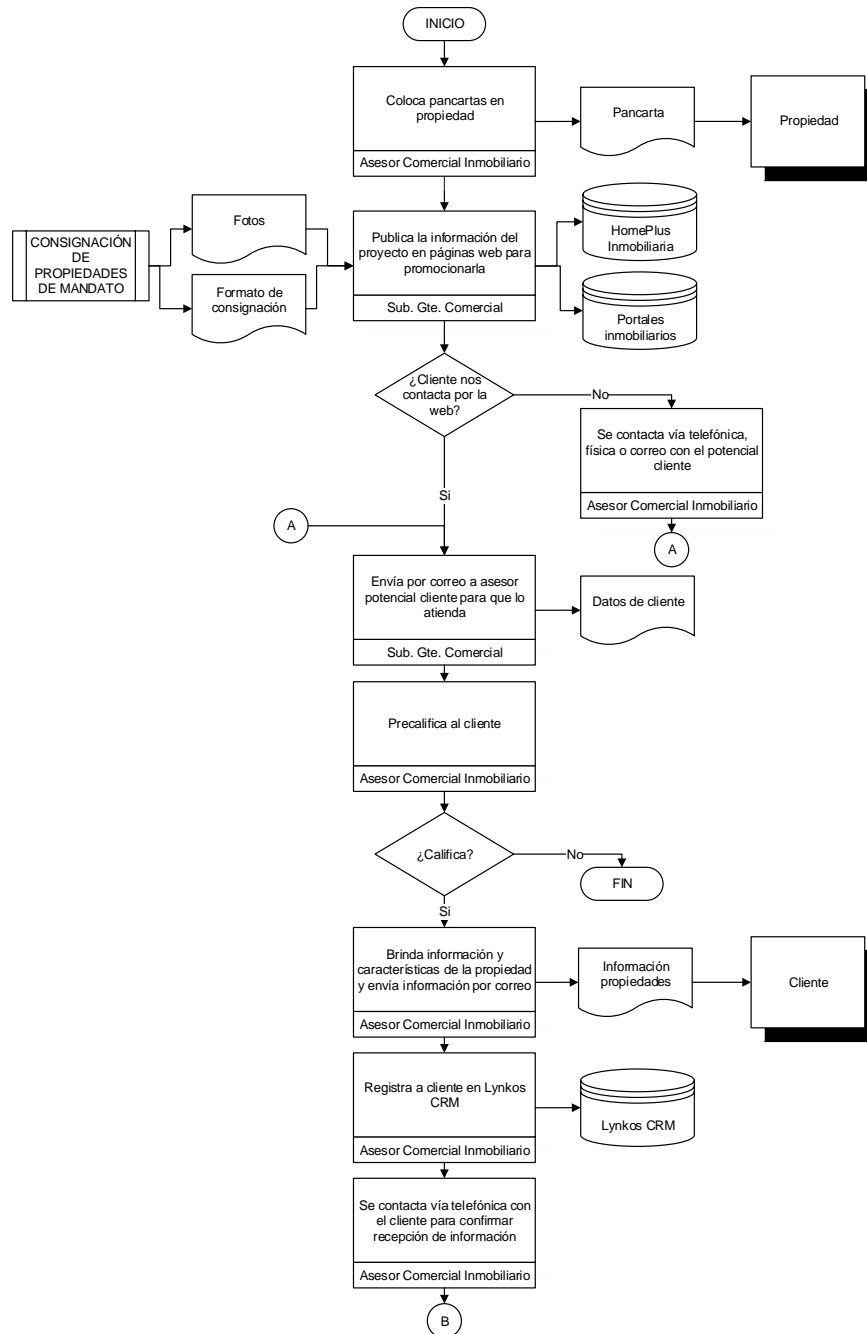 INICIO
Coloca pancartas en
propiedad
Asesor Comercial Inmobiliario
Pancarta
Propiedad
CONSIGNACIÓN
DE
PROPIEDADES
DE MANDATO
Fotos
Formato de
consignación
Publica la información del
proyecto en páginas web para
promocionarla
Sub. Gte. Comercial
HomePlus
Inmobiliaria
Portales
inmobiliarios
¿Cliente nos
contacta por la
web?
No
Se contacta vía telefónica,
física o correo con el potencial
cliente
Asesor Comercial Inmobiliario
A
Si
A
Envía por correo a asesor
potencial cliente para que lo
atienda
Sub. Gte. Comercial
Datos de cliente
Precalifica al cliente
Asesor Comercial Inmobiliario
¿Califica?
No
FIN
Si
Brinda información y
características de la propiedad
y envía información por correo
Asesor Comercial Inmobiliario
Información
propiedades
Cliente
Registra a cliente en Lynkos
CRM
Asesor Comercial Inmobiliario
Lynkos CRM
Se contacta vía telefónica con
el cliente para confirmar
recepción de información
Asesor Comercial Inmobiliario
B